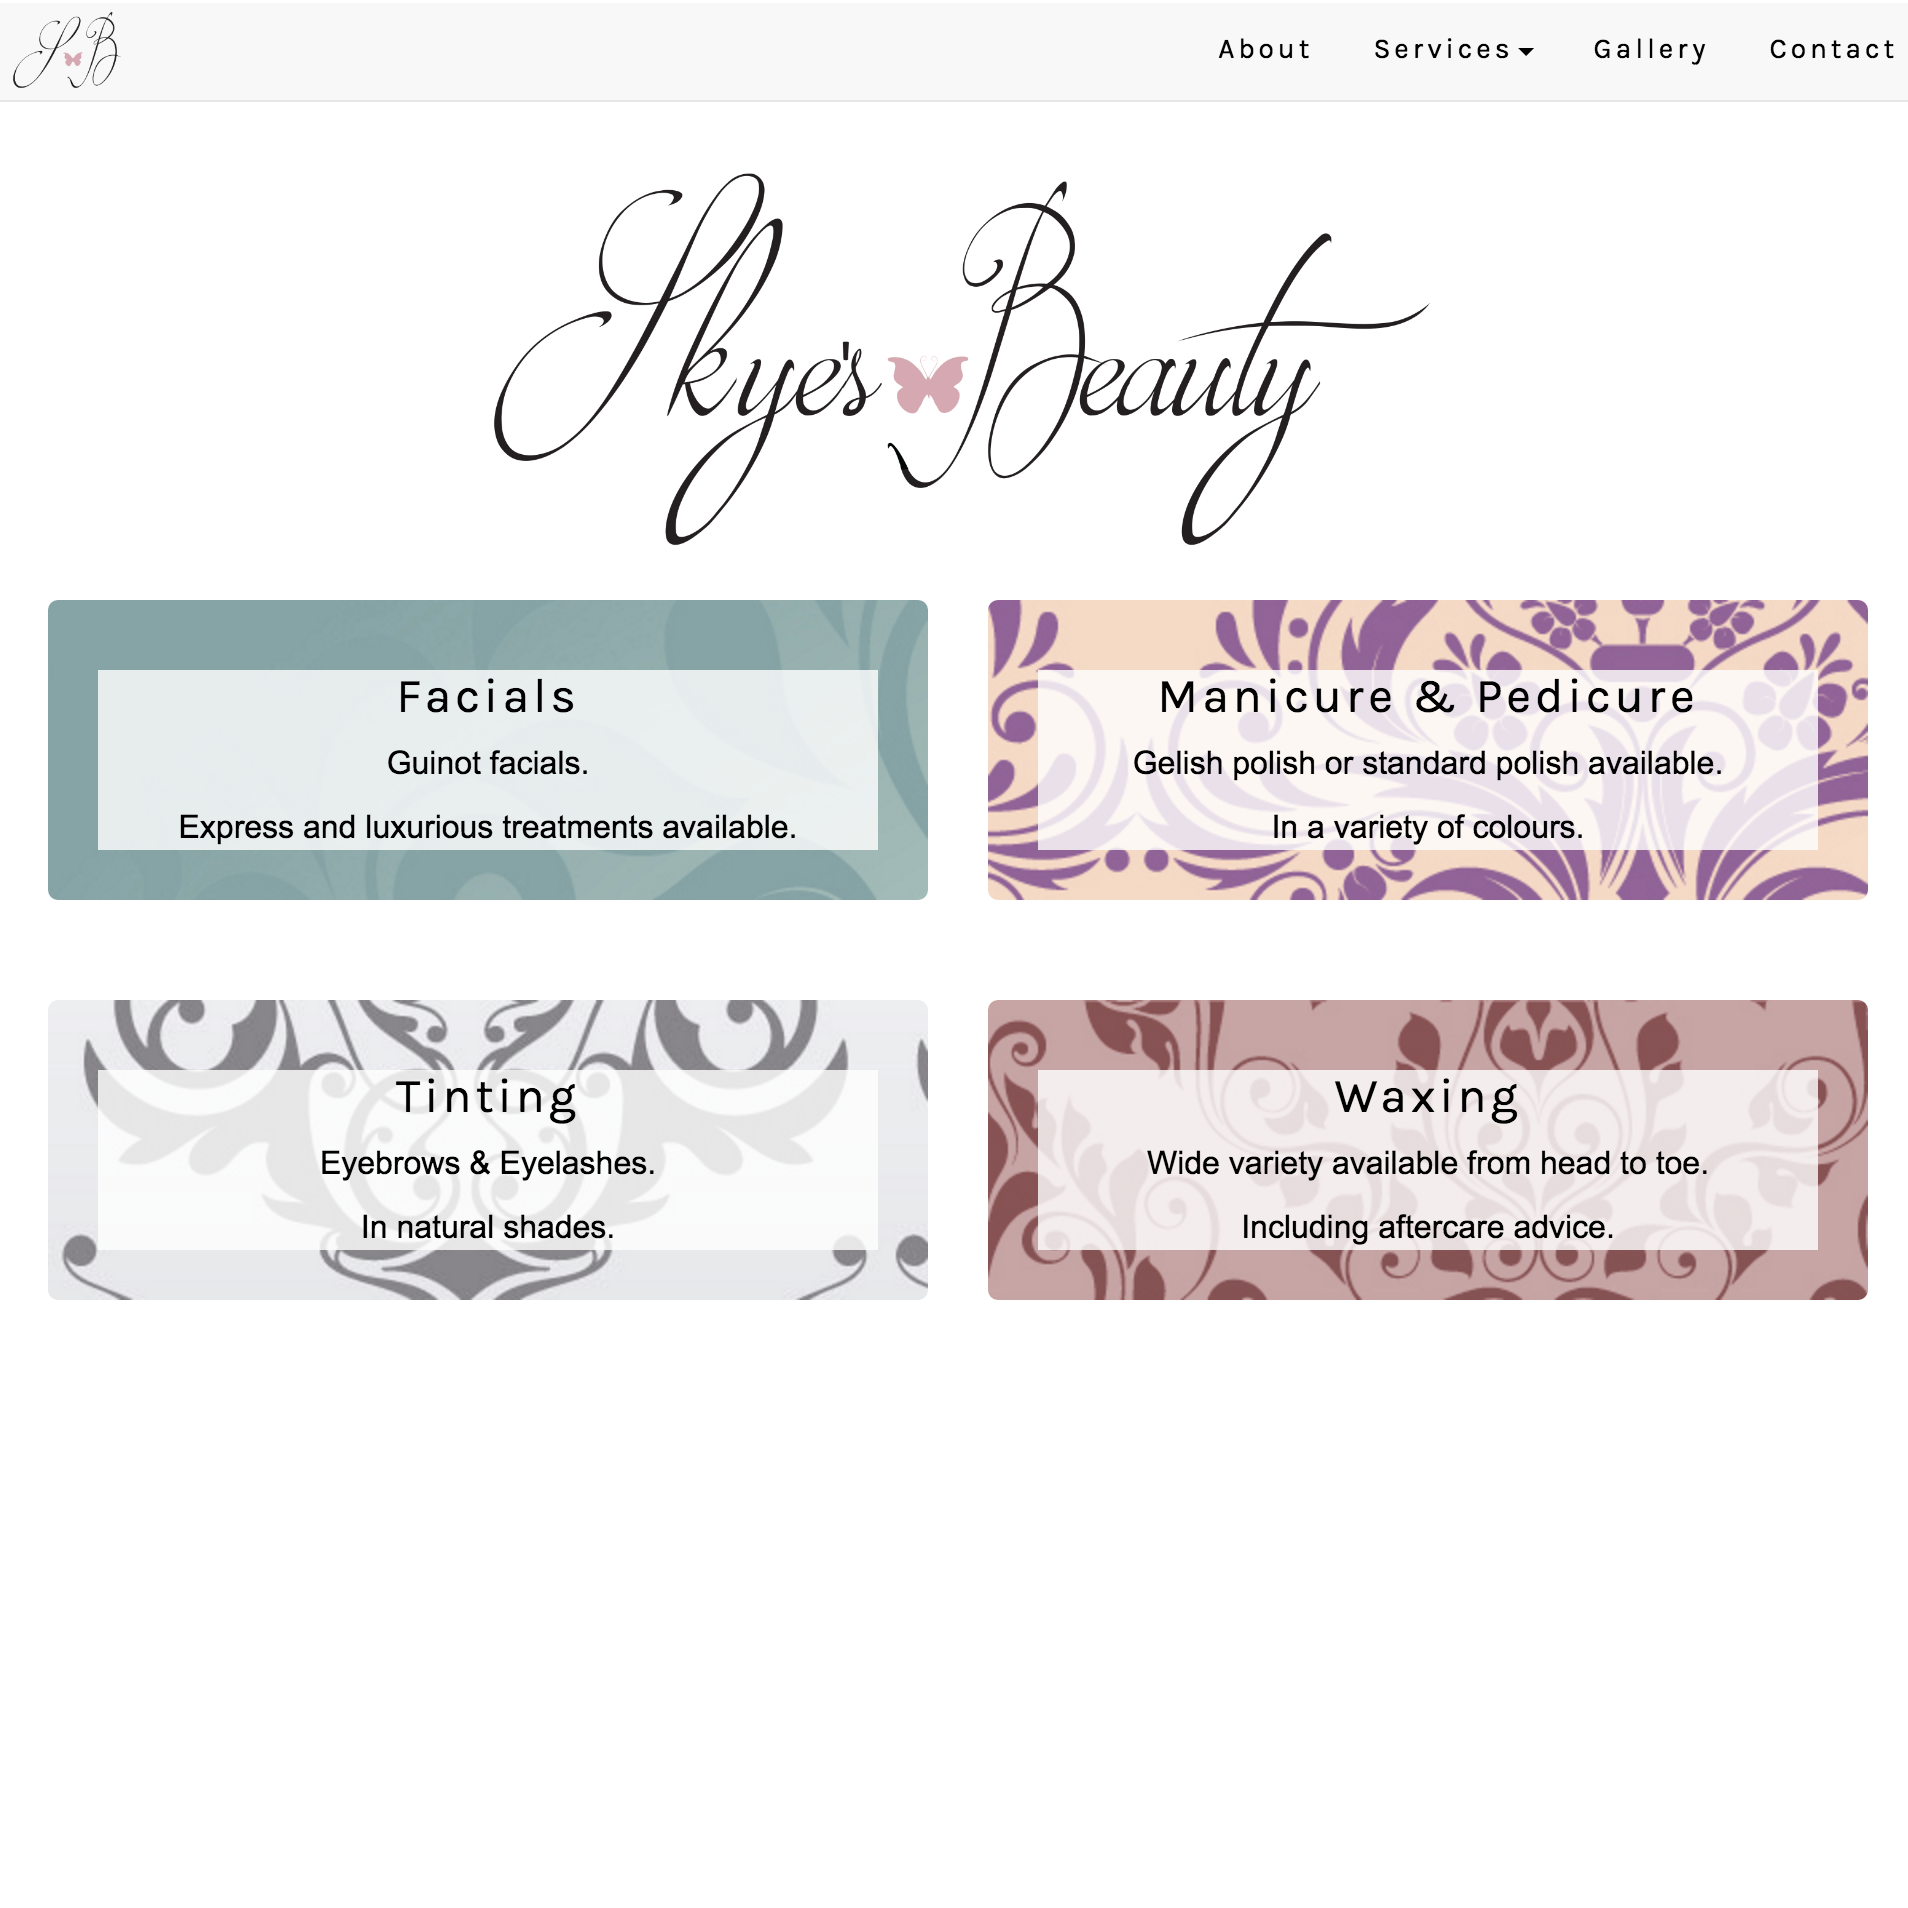 SB
About Services Gallery Contact
Skye's Beauty
Facials
Guinot facials.
Express and luxurious treatments available.
Manicure & Pedicure
Gelish polish or standard polish available.
In a variety of colours.
Tinting
Eyebrows & Eyelashes.
In natural shades.
Waxing
Wide variety available from head to toe.
Including aftercare advice.